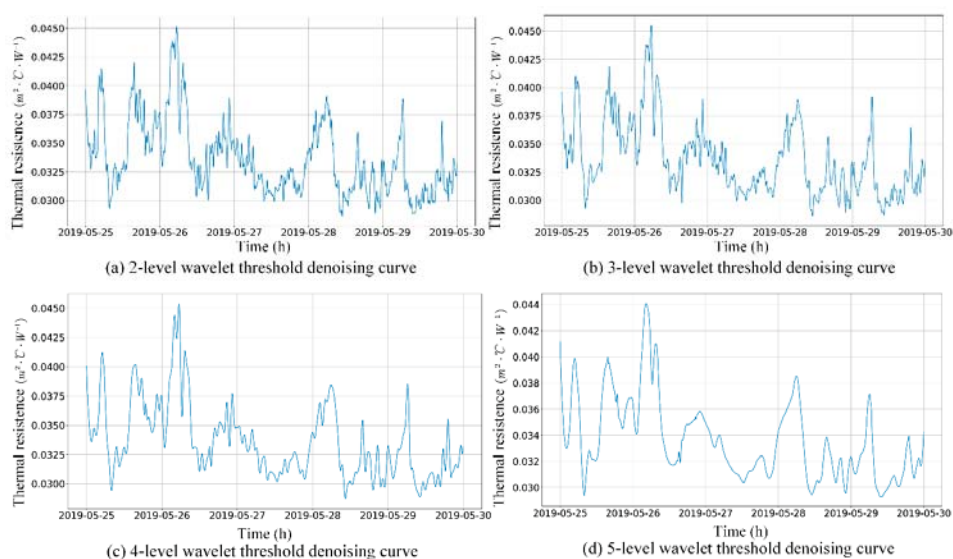 Thermal resistence (m²·℃·W⁻¹)
0.0450
0.0425
0.0400
0.0375
0.0350
0.0325
0.0300
2019-05-25 2019-05-26 2019-05-27 2019-05-28 2019-05-29 2019-05-30
Time (h)
(a) 2-level wavelet threshold denoising curve
Thermal resistence (m²·℃·W⁻¹)
0.0450
0.0425
0.0400
0.0375
0.0350
0.0325
0.0300
2019-05-25 2019-05-26 2019-05-27 2019-05-28 2019-05-29 2019-05-30
Time (h)
(b) 3-level wavelet threshold denoising curve
Thermal resistence (m²·℃·W⁻¹)
0.0450
0.0425
0.0400
0.0375
0.0350
0.0325
0.0300
2019-05-25 2019-05-26 2019-05-27 2019-05-28 2019-05-29 2019-05-30
Time (h)
(c) 4-level wavelet threshold denoising curve
Thermal resistence (m²·℃·W⁻¹)
0.044
0.042
0.040
0.038
0.036
0.034
0.032
0.030
2019-05-25 2019-05-26 2019-05-27 2019-05-28 2019-05-29 2019-05-30
Time (h)
(d) 5-level wavelet threshold denoising curve